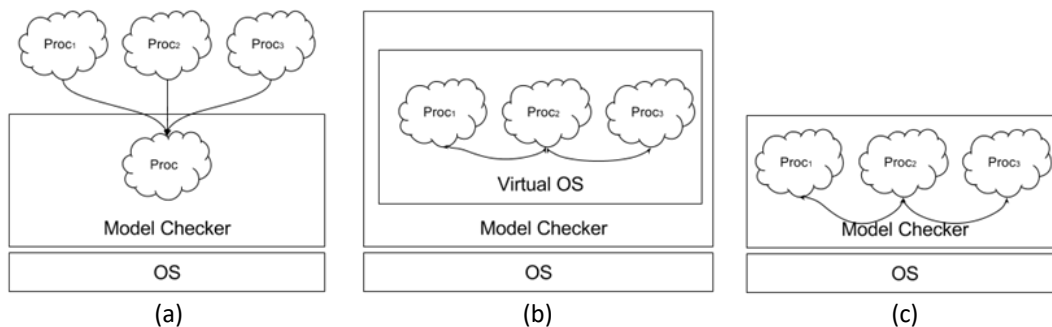 Proc1 Proc2 Proc3
Proc
Model Checker
OS
(a)
Proc1 Proc2 Proc3
Virtual OS
Model Checker
OS
(b)
Proc1 Proc2 Proc3
Model Checker
OS
(c)